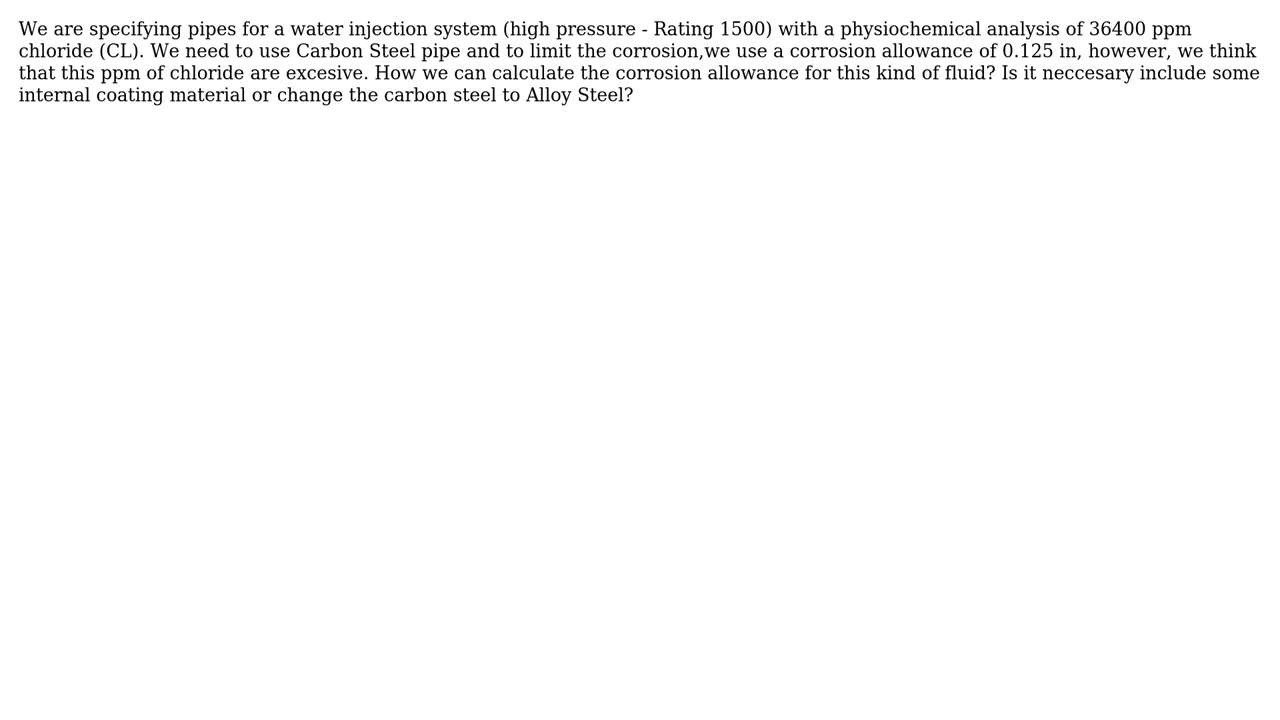 We are specifying pipes for a water injection system (high pressure - Rating 1500) with a physiochemical analysis of 36400 ppm
chloride (CL). We need to use Carbon Steel pipe and to limit the corrosion,we use a corrosion allowance of 0.125 in, however, we think
that this ppm of chloride are excesive. How we can calculate the corrosion allowance for this kind of fluid? Is it neccesary include some
internal coating material or change the carbon steel to Alloy Steel?